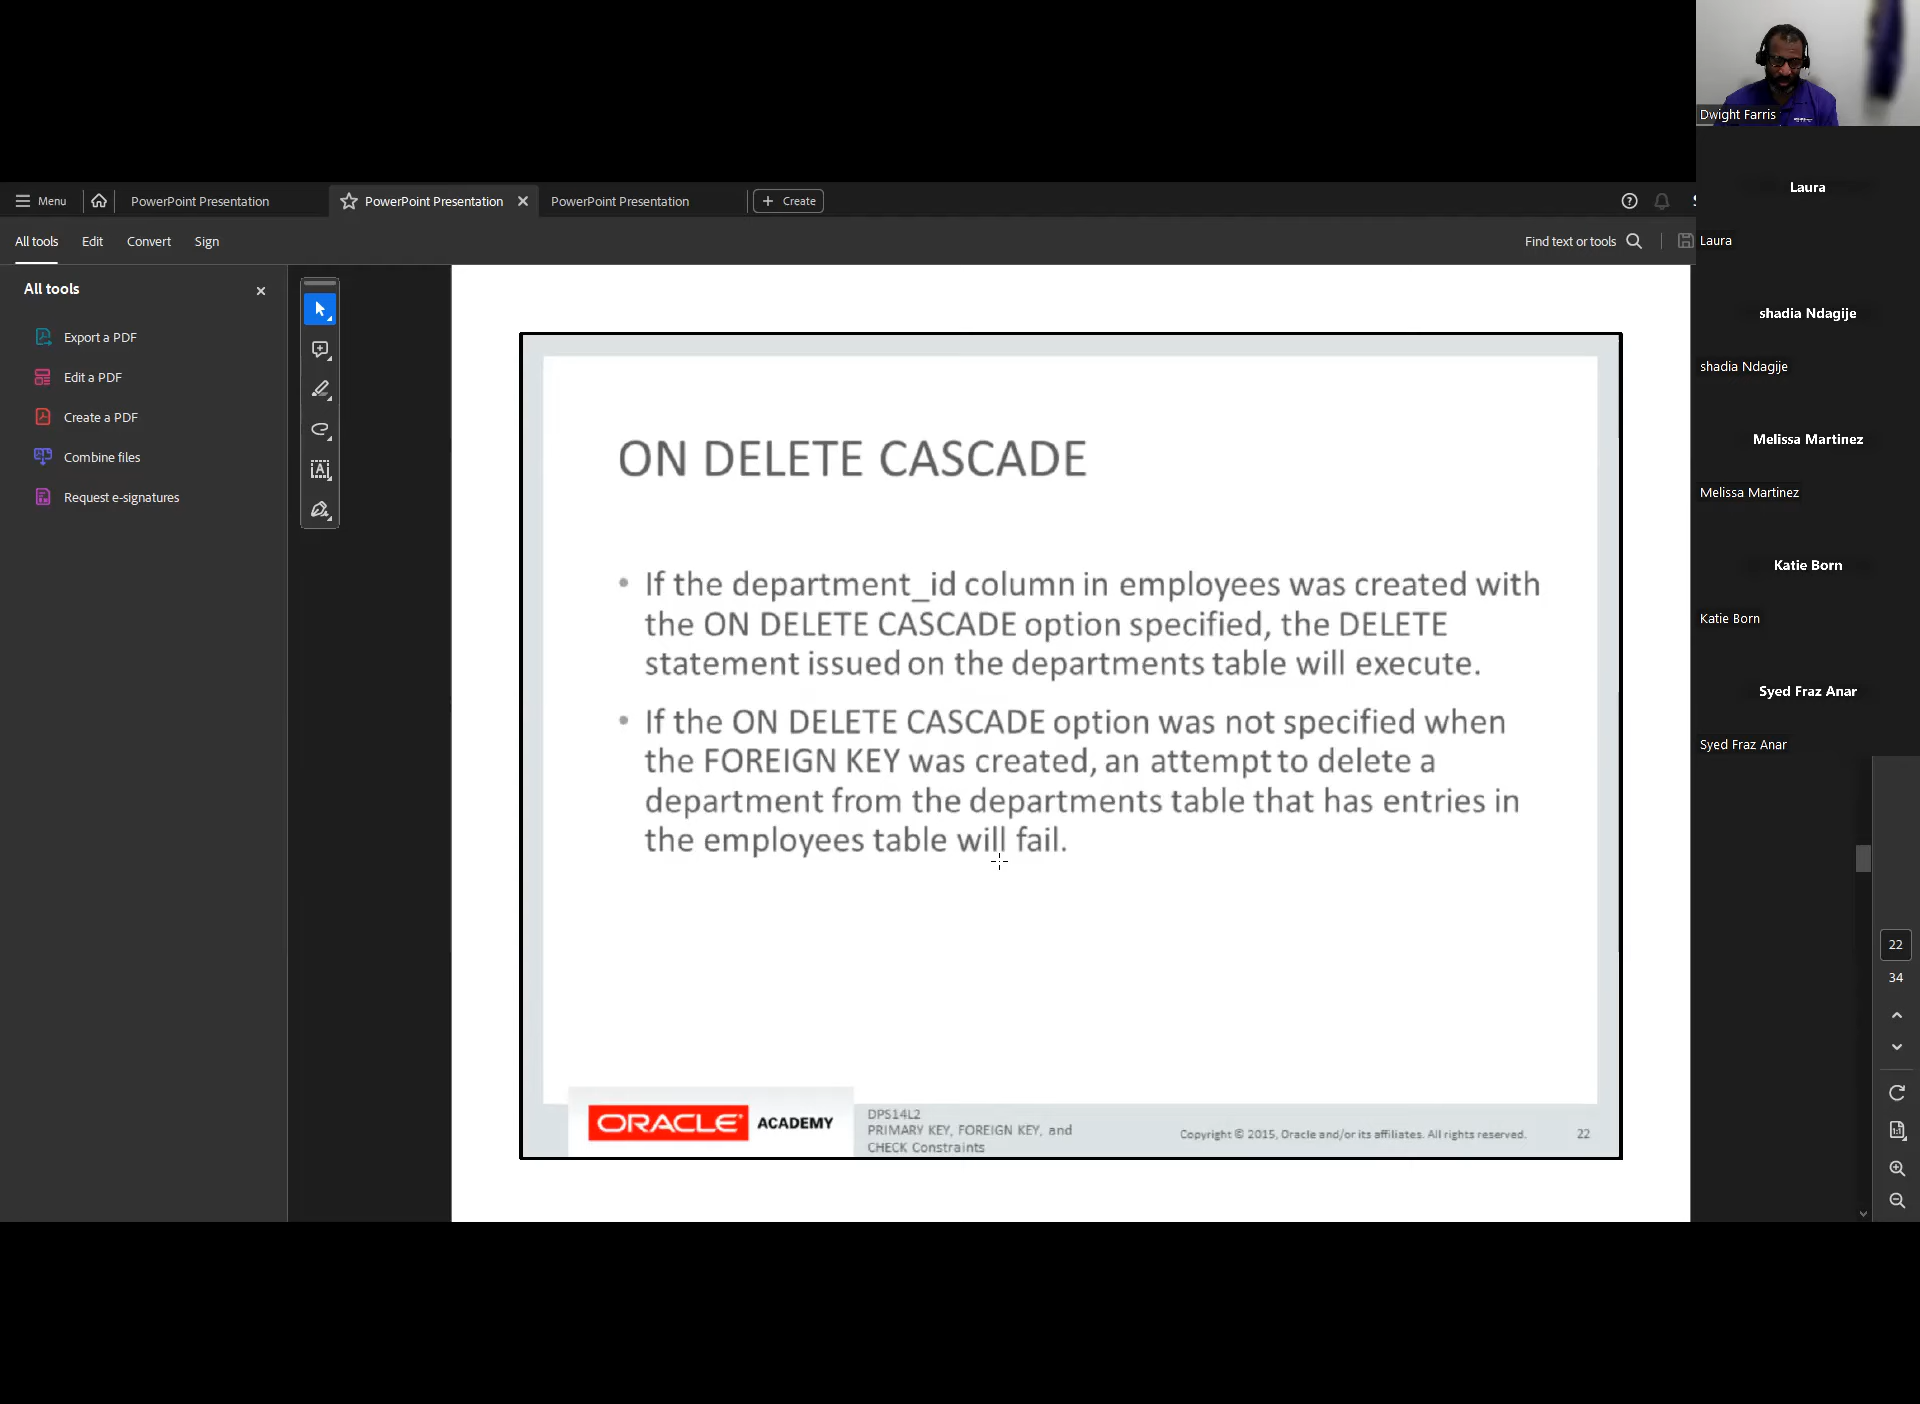 Dwight Farris
Laura
Menu
PowerPoint Presentation
PowerPoint Presentation
PowerPoint Presentation
Create
Laura
All tools
Edit
Convert
Sign
Find text or tools
All tools
Export a PDF
Edit a PDF
Create a PDF
Combine files
Request e-signatures
shadia Ndagije
shadia Ndagije
Melissa Martinez
Melissa Martinez
Katie Born
Katie Born
Syed Fraz Anar
Syed Fraz Anar
ON DELETE CASCADE
• If the department_id column in employees was created with
the ON DELETE CASCADE option specified, the DELETE
statement issued on the departments table will execute.
• If the ON DELETE CASCADE option was not specified when
the FOREIGN KEY was created, an attempt to delete a
department from the departments table that has entries in
the employees table will fail.
22
34
ORACLE ACADEMY
DPS14L2
PRIMARY KEY, FOREIGN KEY, and
CHECK Constraints
Copyright © 2015, Oracle and/or its affiliates. All rights reserved.
22